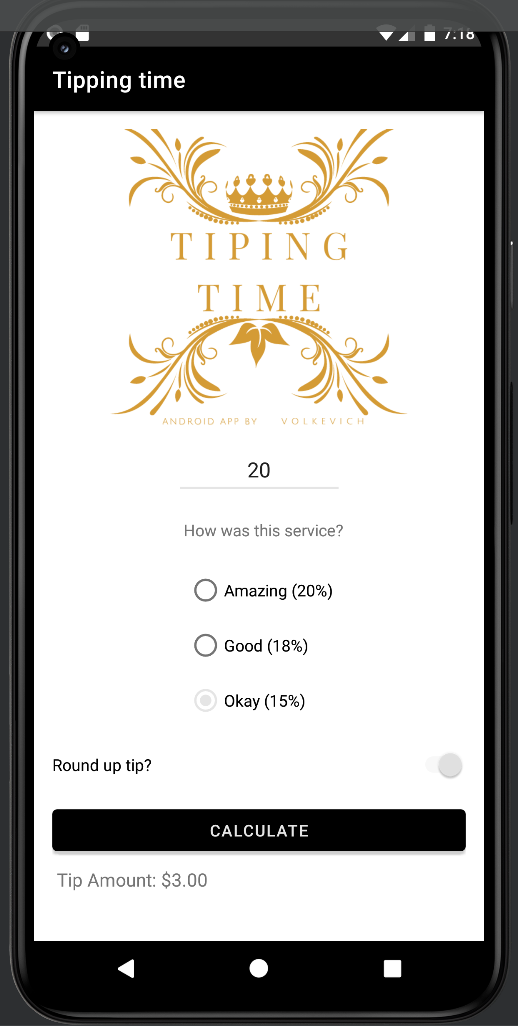 7:18
Tipping time
TIPING
TIME
ANDROID APP BY VOLKEVICH
20
How was this service?
Amazing (20%)
Good (18%)
Okay (15%)
Round up tip?
CALCULATE
Tip Amount: $3.00